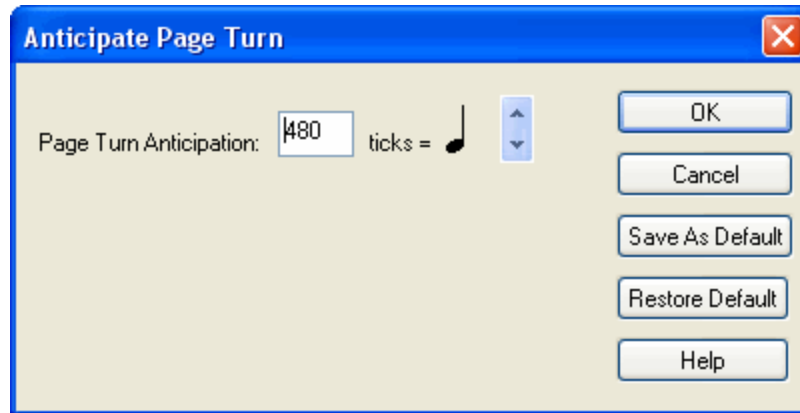 Anticipate Page Turn
Page Turn Anticipation: 480 ticks =
OK
Cancel
Save As Default
Restore Default
Help